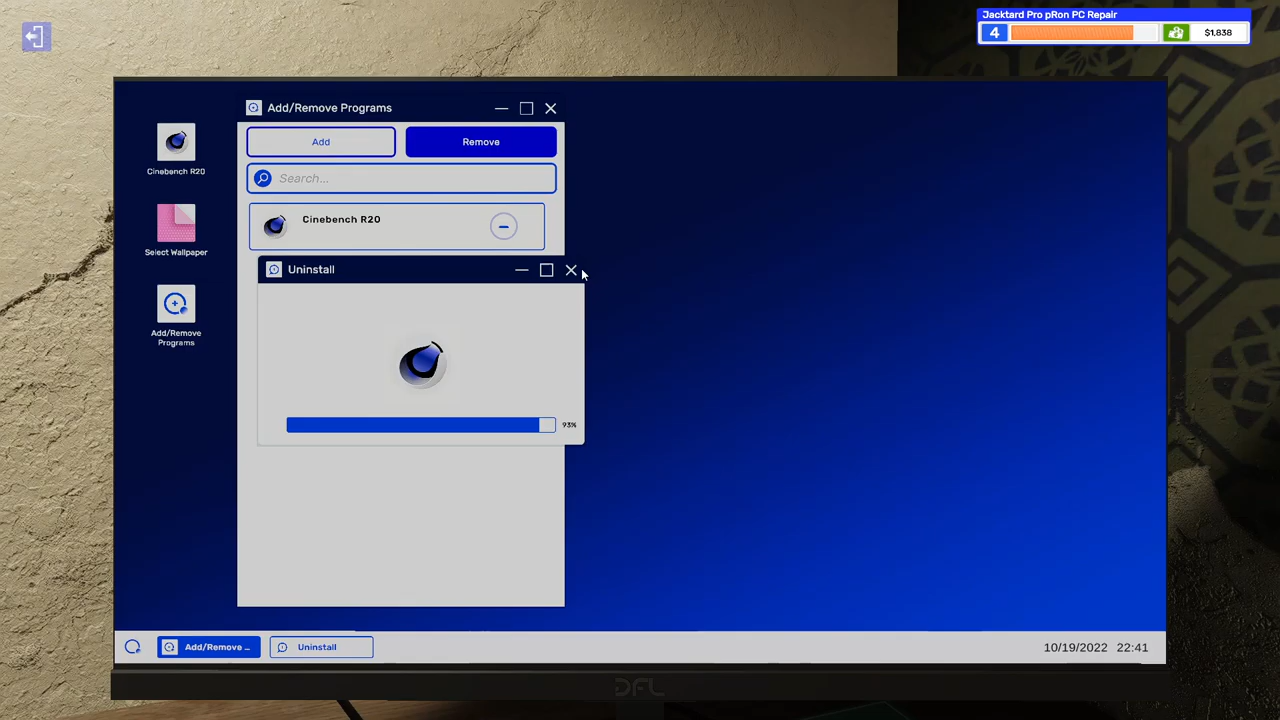 Jacktard Pro pRon PC Repair
4
$1,838
Add/Remove Programs
Add
Remove
Search...
Cinebench R20
Uninstall
93%
Cinebench R20
Select Wallpaper
Add/Remove
Programs
Add/Remove ...
Uninstall
10/19/2022 22:41
DFL